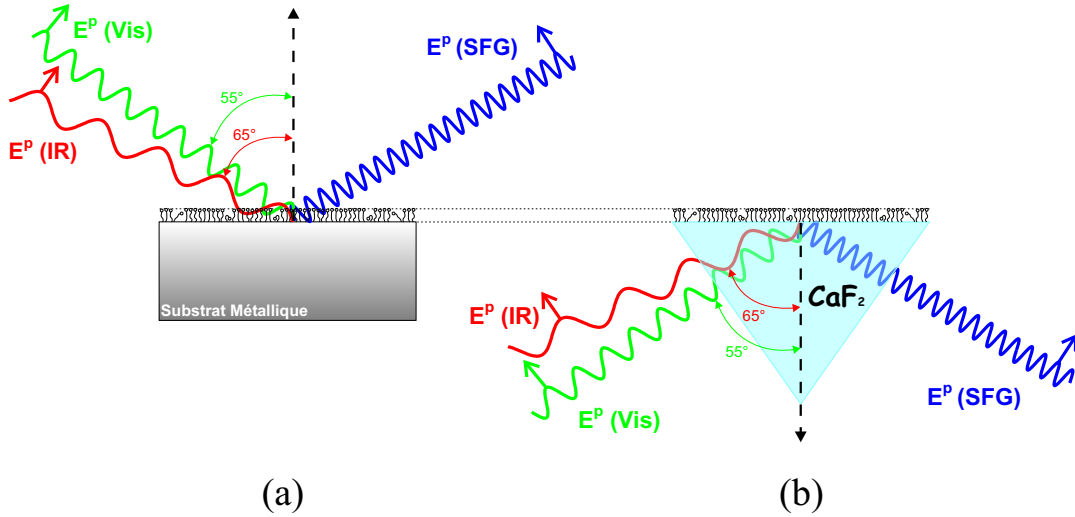 E^p (Vis)
E^p (SFG)
55°
65°
E^p (IR)
Substrat Métallique
CaF₂
E^p (IR)
65°
55°
E^p (Vis)
E^p (SFG)
(a)
(b)